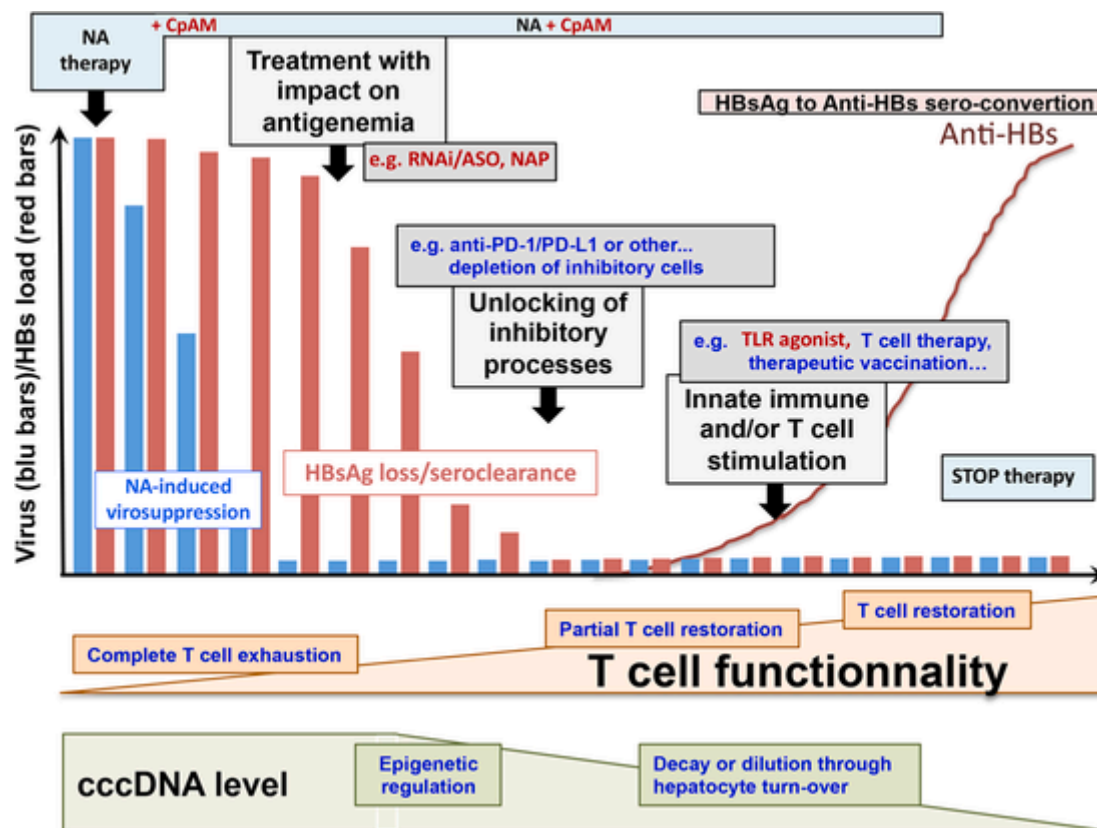 NA
therapy
+ CpAM
NA + CpAM
Treatment with
impact on
antigenemia
e.g. RNAi/ASO, NAP
HBsAg to Anti-HBs sero-convertion
Anti-HBs
e.g. anti-PD-1/PD-L1 or other...
depletion of inhibitory cells
Unlocking of
inhibitory
processes
e.g. TLR agonist, T cell therapy,
therapeutic vaccination...
Innate immune
and/or T cell
stimulation
STOP therapy
Virus (blu bars)/HBs load (red bars)
NA-induced
virosuppression
HBsAg loss/seroclearance
Complete T cell exhaustion
Partial T cell restoration
T cell restoration
T cell functionnality
cccDNA level
Epigenetic
regulation
Decay or dilution through
hepatocyte turn-over